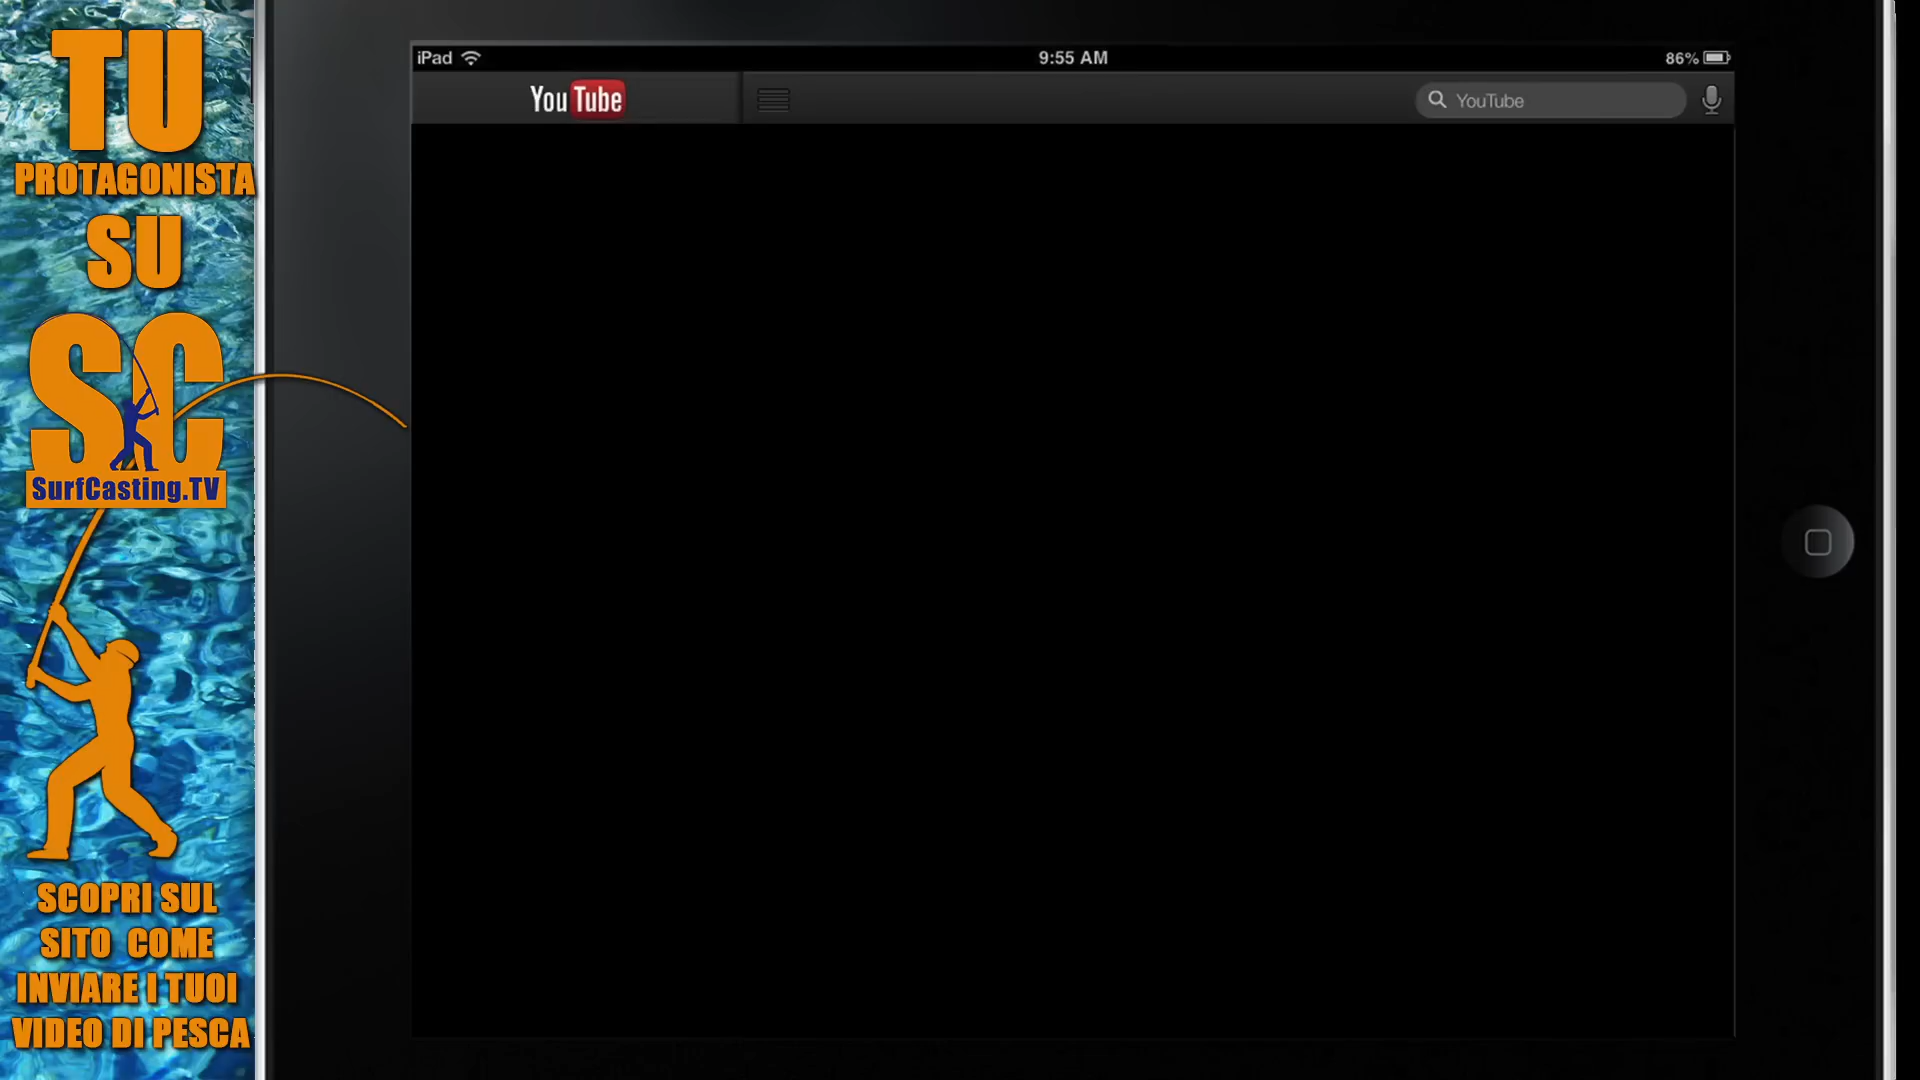 TU
PROTAGONISTA
SU
SC
SurfCasting.TV
SCOPRI SUL
SITO COME
INVIARE I TUOI
VIDEO DI PESCA
iPad
9:55 AM
86%
YouTube
YouTube